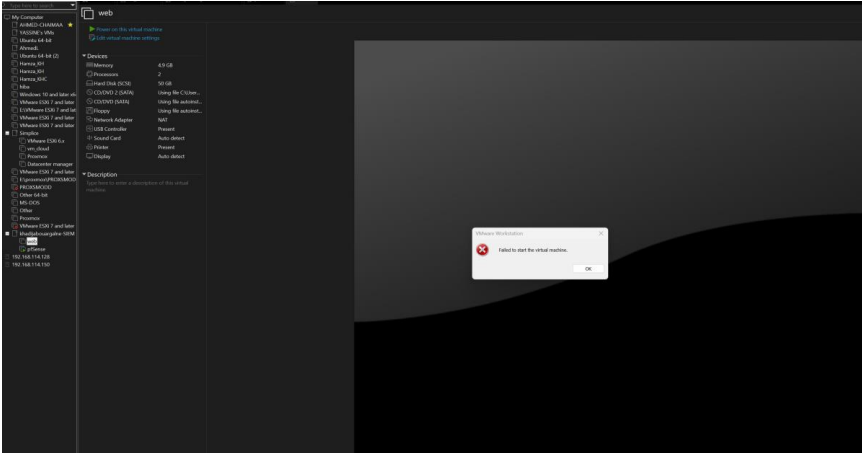 Type here to search
My Computer
AHMED-CHAIMAA
YASSINE's VMs
Ubuntu 64-bit
Ahmeds
Ubuntu 64-bit (2)
Hamza_KH
Hamza_KH
Hamza_KHC
Nba
Windows 10 and later
VMware ESXi 7 and later
E:\VMware ESXi 7 and lat
VMware ESXi 7 and later
VMware ESXi 7 and later
Simplice
VMware ESXi 6.x
vm_cloud
Proxmox
Datacenter manager
VMware ESXi 7 and later
E:\proxmox\PROXSMOD
PROXSMODD
Other 64-bit
MS-DOS
Other
Proxmox
VMware ESXi 7 and later
SIEM
web
pfSense
192.168.114.128
192.168.114.150
web
Power on this virtual machine
Edit virtual machine settings
Devices
Memory 4.9 GB
Processors 2
Hard Disk (SCSI) 50 GB
CD/DVD 2 (SATA) Using file C:\User...
CD/DVD (SATA) Using file autoinst...
Floppy Using file autoinst...
Network Adapter NAT
USB Controller Present
Sound Card Auto detect
Printer Present
Display Auto detect
Description
Type here to enter a description of this virtual
machine.
VMware Workstation
Failed to start the virtual machine.
OK